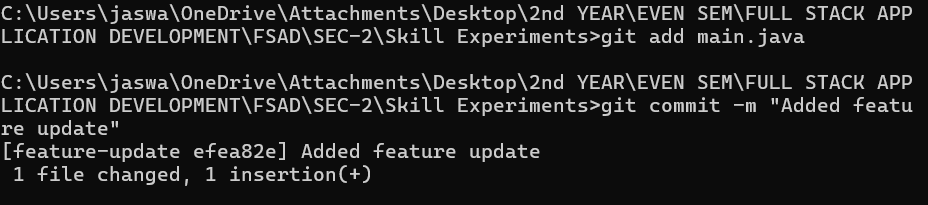 C:\Users\jaswa\OneDrive\Attachments\Desktop\2nd YEAR\EVEN SEM\FULL STACK APP
LICATION DEVELOPMENT\FSAD\SEC-2\Skill Experiments>git add main.java
C:\Users\jaswa\OneDrive\Attachments\Desktop\2nd YEAR\EVEN SEM\FULL STACK APP
LICATION DEVELOPMENT\FSAD\SEC-2\Skill Experiments>git commit -m "Added featu
re update"
[feature-update efea82e] Added feature update
 1 file changed, 1 insertion(+)